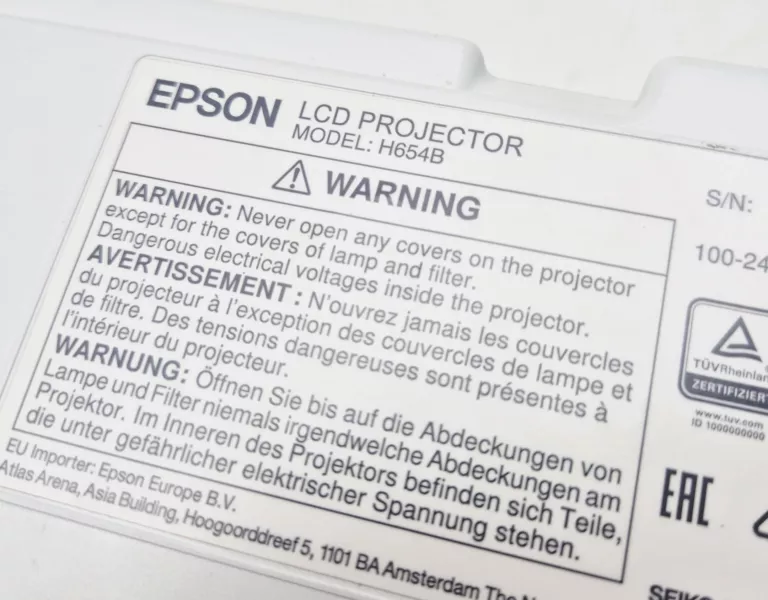 EPSON LCD PROJECTOR
MODEL: H654B
WARNING
WARNING: Never open any covers on the projector
except for the covers of lamp and filter.
Dangerous electrical voltages inside the projector.
AVERTISSEMENT : N'ouvrez jamais les couvercles
du projecteur à l'exception des couvercles de lampe et
de filtre. Des tensions dangereuses sont présentes à
l'intérieur du projecteur.
WARNUNG: Öffnen Sie bis auf die Abdeckungen von
Lampe und Filter niemals irgendwelche Abdeckungen am
Projektor. Im Inneren des Projektors befinden sich Teile,
die unter gefährlicher elektrischer Spannung stehen.
EU Importer: Epson Europe B.V.
Atlas Arena, Asia Building, Hoogoorddreef 5, 1101 BA Amsterdam The
S/N:
100-24
TÜVRheinland
ZERTIFIZIERT
www.tuv.com
ID 1000000000
EAC